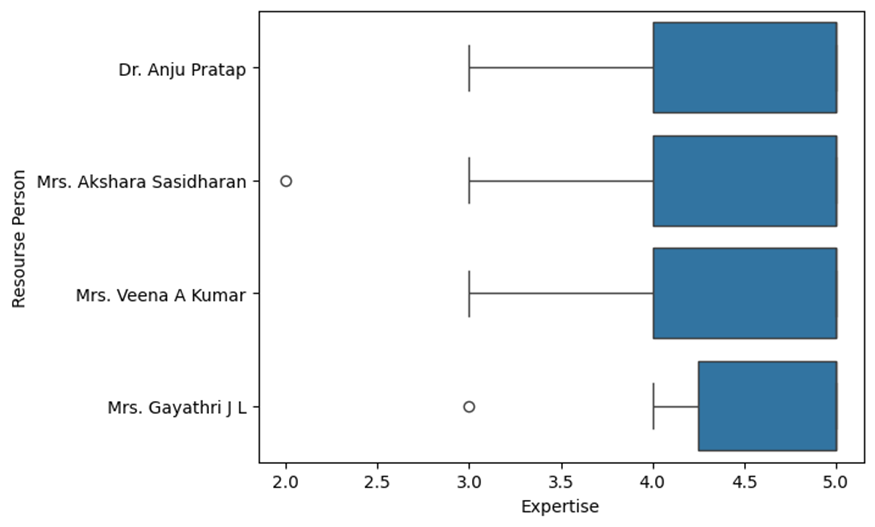 Resourse Person
Dr. Anju Pratap
Mrs. Akshara Sasidharan
Mrs. Veena A Kumar
Mrs. Gayathri J L
2.0 2.5 3.0 3.5 4.0 4.5 5.0
Expertise